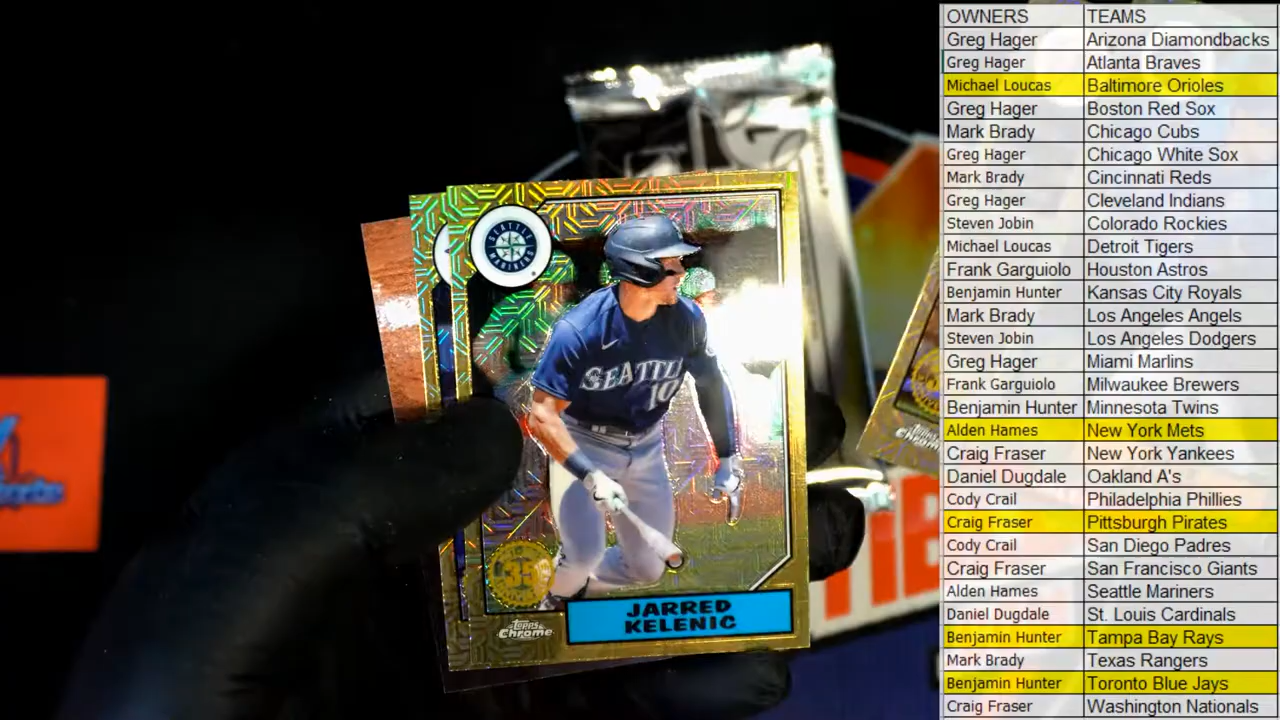 SEATTLE
MARINERS
SEATTLE
10
35
JARRED
KELENIC
topps
Chrome
topps
Chrome
OWNERS TEAMS
Greg Hager Arizona Diamondbacks
Greg Hager Atlanta Braves
Michael Loucas Baltimore Orioles
Greg Hager Boston Red Sox
Mark Brady Chicago Cubs
Greg Hager Chicago White Sox
Mark Brady Cincinnati Reds
Greg Hager Cleveland Indians
Steven Jobin Colorado Rockies
Michael Loucas Detroit Tigers
Frank Garguiolo Houston Astros
Benjamin Hunter Kansas City Royals
Mark Brady Los Angeles Angels
Steven Jobin Los Angeles Dodgers
Greg Hager Miami Marlins
Frank Garguiolo Milwaukee Brewers
Benjamin Hunter Minnesota Twins
Alden Hames New York Mets
Craig Fraser New York Yankees
Daniel Dugdale Oakland A's
Cody Crail Philadelphia Phillies
Craig Fraser Pittsburgh Pirates
Cody Crail San Diego Padres
Craig Fraser San Francisco Giants
Alden Hames Seattle Mariners
Daniel Dugdale St. Louis Cardinals
Benjamin Hunter Tampa Bay Rays
Mark Brady Texas Rangers
Benjamin Hunter Toronto Blue Jays
Craig Fraser Washington Nationals